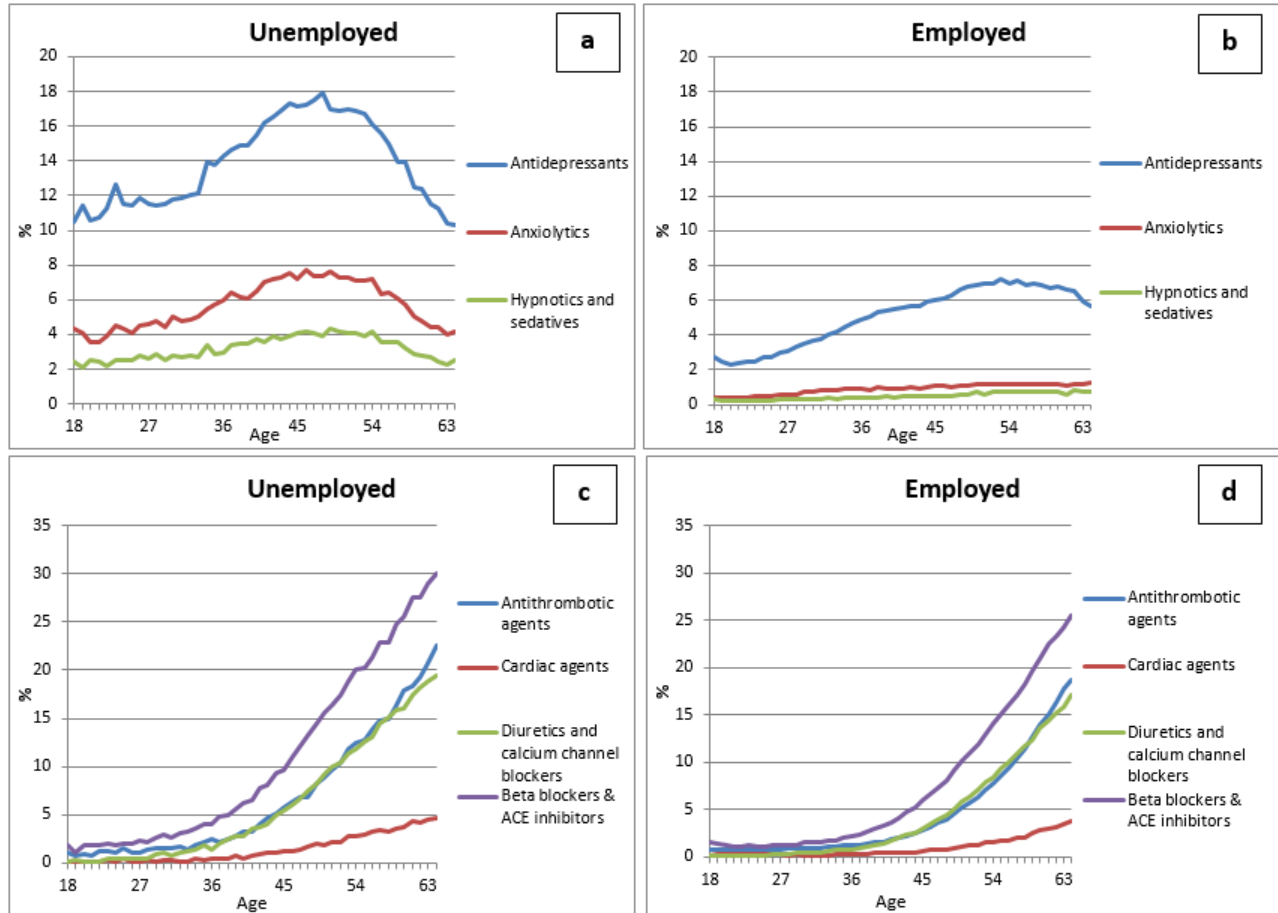 Unemployed
a
20
18
16
14
12
10
8
6
4
2
0
%
18 27 36 45 54 63
Age
Antidepressants
Anxiolytics
Hypnotics and
sedatives
Employed
b
20
18
16
14
12
10
8
6
4
2
0
%
18 27 36 45 54 63
Age
Antidepressants
Anxiolytics
Hypnotics and
sedatives
Unemployed
c
35
30
25
20
15
10
5
0
%
18 27 36 45 54 63
Age
Antithrombotic
agents
Cardiac agents
Diuretics and
calcium channel
blockers
Beta blockers &
ACE inhibitors
Employed
d
35
30
25
20
15
10
5
0
%
18 27 36 45 54 63
Age
Antithrombotic
agents
Cardiac agents
Diuretics and
calcium channel
blockers
Beta blockers &
ACE inhibitors